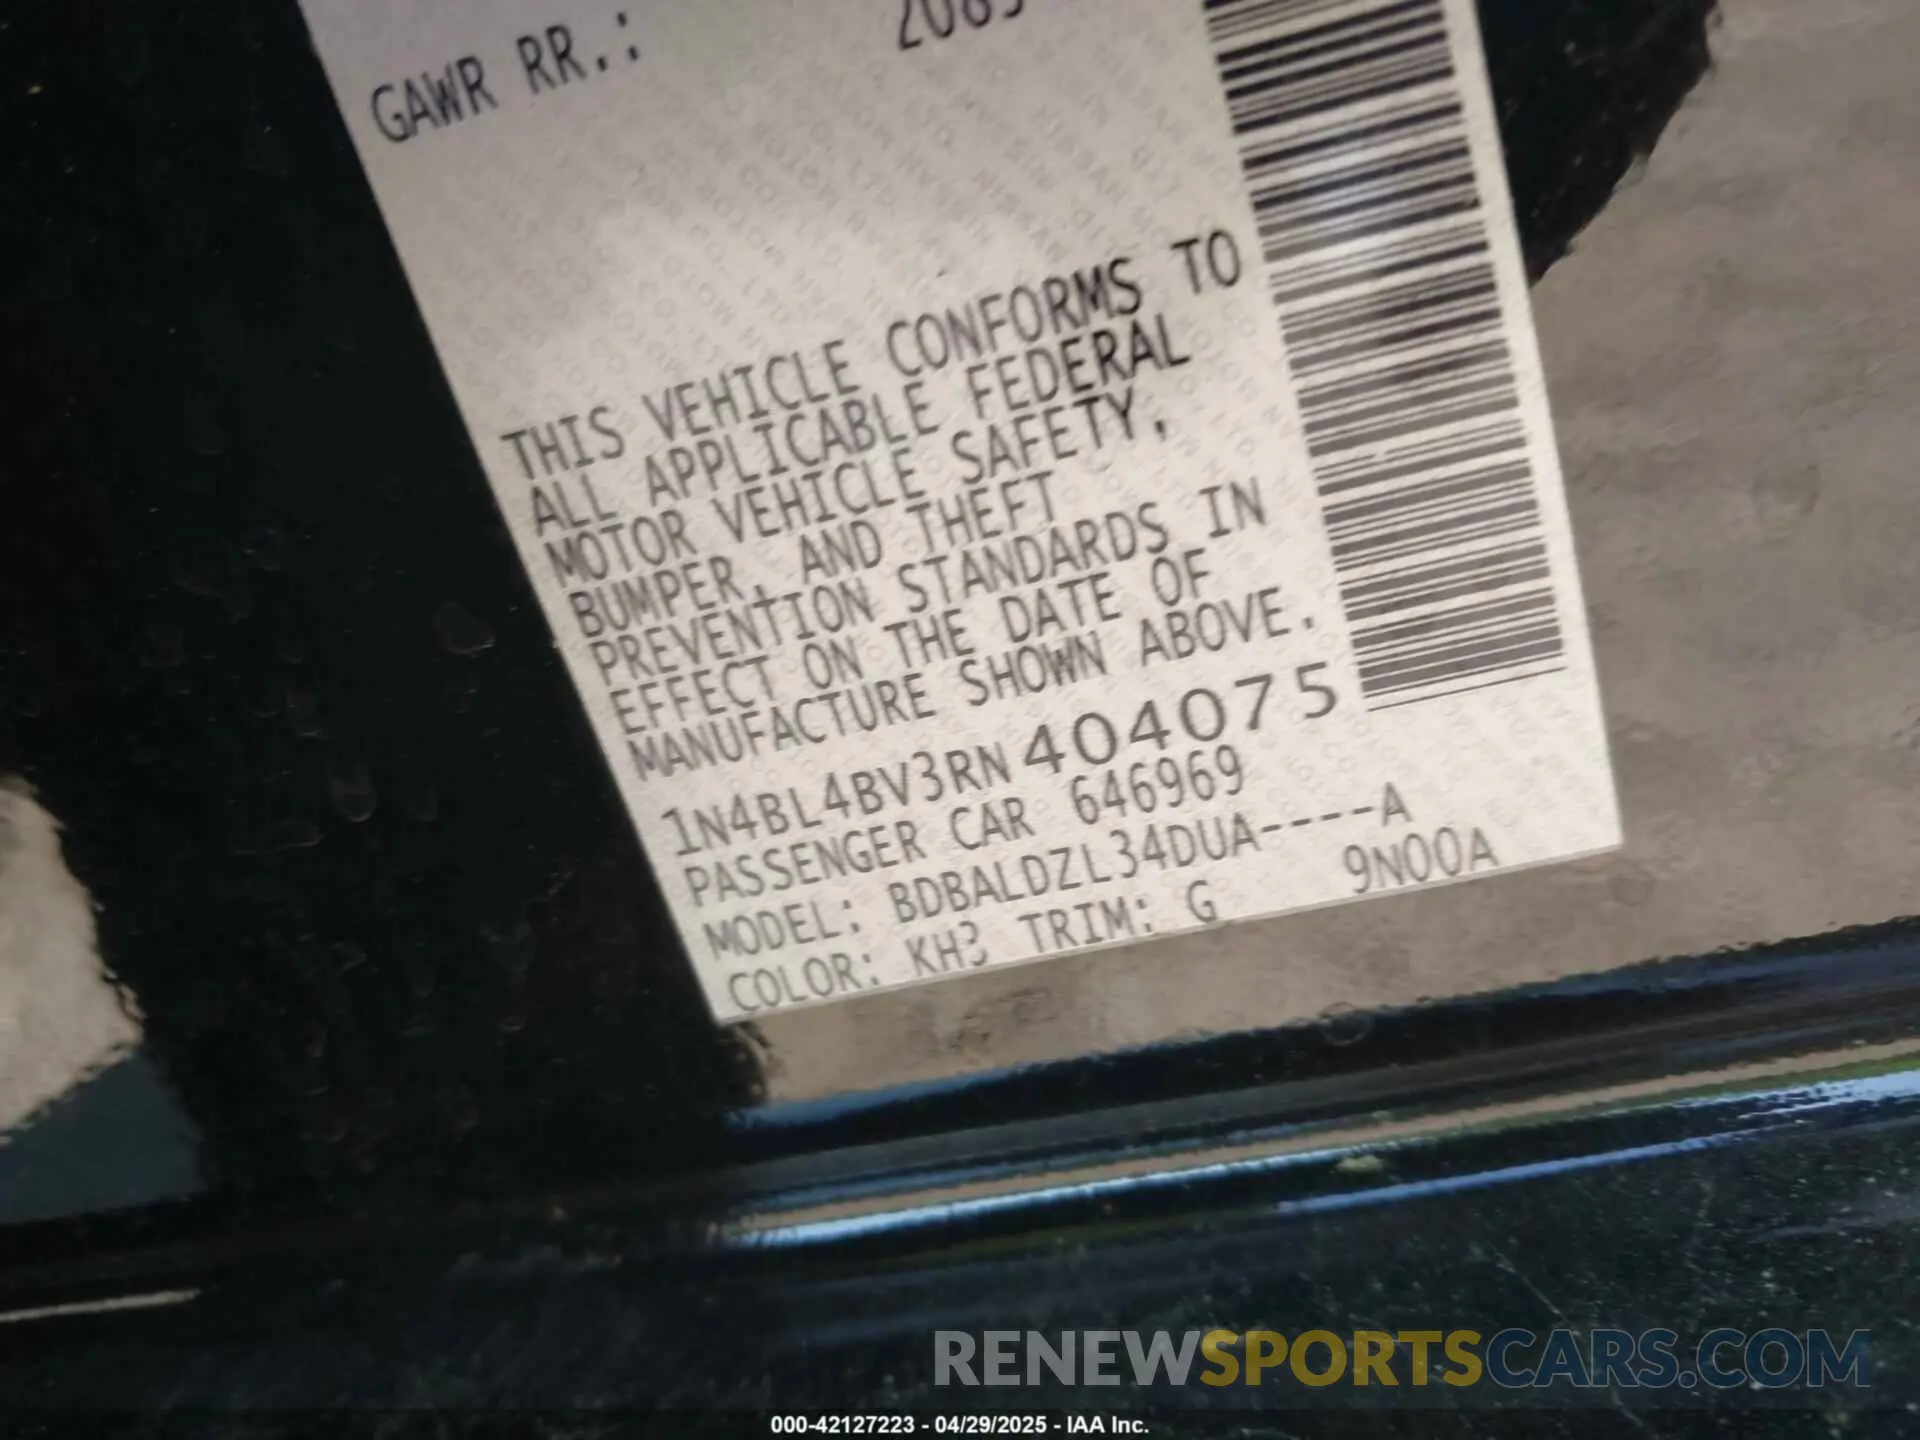 GAWR RR.:
THIS VEHICLE CONFORMS TO
ALL APPLICABLE FEDERAL
MOTOR VEHICLE SAFETY,
BUMPER, AND THEFT
PREVENTION STANDARDS IN
EFFECT ON THE DATE OF
MANUFACTURE SHOWN ABOVE.
1N4BL4BV3RN404075
PASSENGER CAR 646969
MODEL: BDBALDZL34DUA----A
COLOR: KH3 TRIM: G 9N00A
RENEWSPORTSCARS.COM
000-42127223 - 04/29/2025 - IAA Inc.